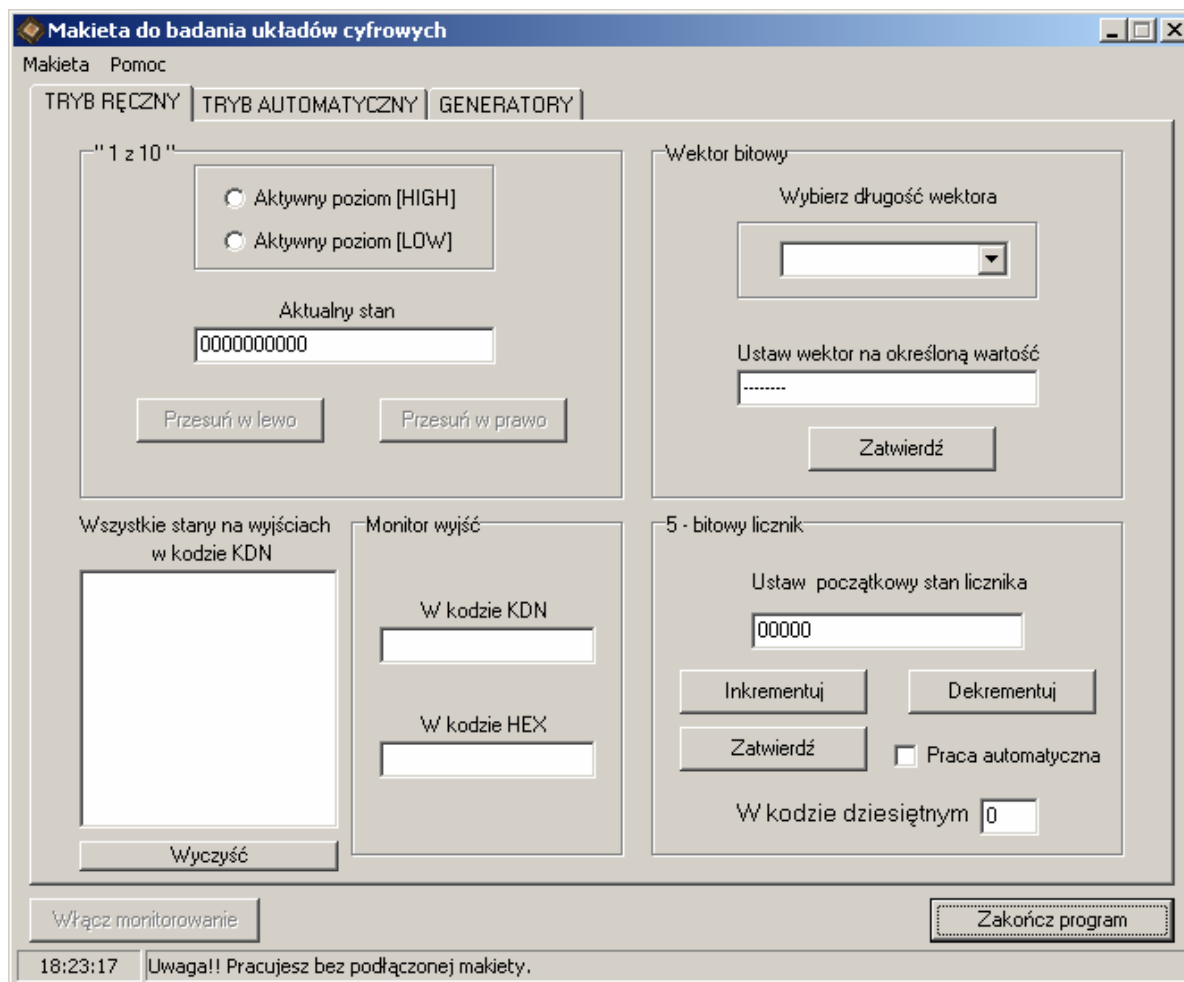 Makieta do badania układów cyfrowych
Makieta Pomoc
TRYB RĘCZNY TRYB AUTOMATYCZNY GENERATORY
" 1 z 10 "
Aktywny poziom [HIGH]
Aktywny poziom [LOW]
Aktualny stan
0000000000
Przesuń w lewo Przesuń w prawo
Wektor bitowy
Wybierz długość wektora
Ustaw wektor na określoną wartość
--------
Zatwierdź
Wszystkie stany na wyjściach
w kodzie KDN
Wyczyść
Monitor wyjść
W kodzie KDN
W kodzie HEX
5 - bitowy licznik
Ustaw początkowy stan licznika
00000
Inkrementuj Dekrementuj
Zatwierdź Praca automatyczna
W kodzie dziesiętnym 0
Włącz monitorowanie Zakończ program
18:23:17 Uwaga!! Pracujesz bez podłączonej makiety.